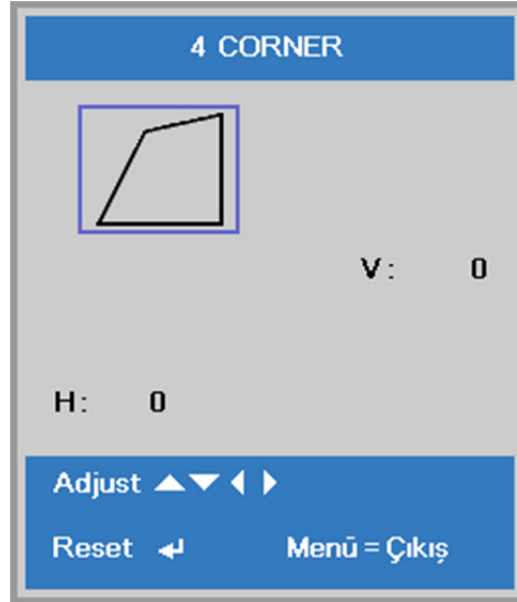 4 CORNER
V: 0
H: 0
Adjust ▲▼◀▶
Reset ↵ Menü = Çıkış